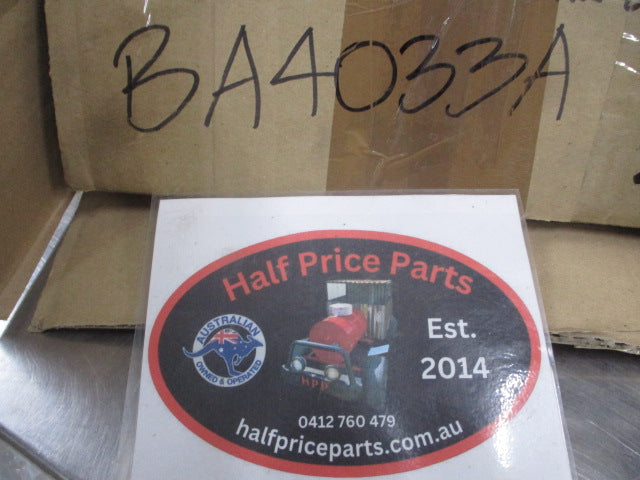 BA4033A
Half Price Parts
AUSTRALIAN
OWNED & OPERATED
Est.
2014
HPP
0412 760 479
halfpriceparts.com.au